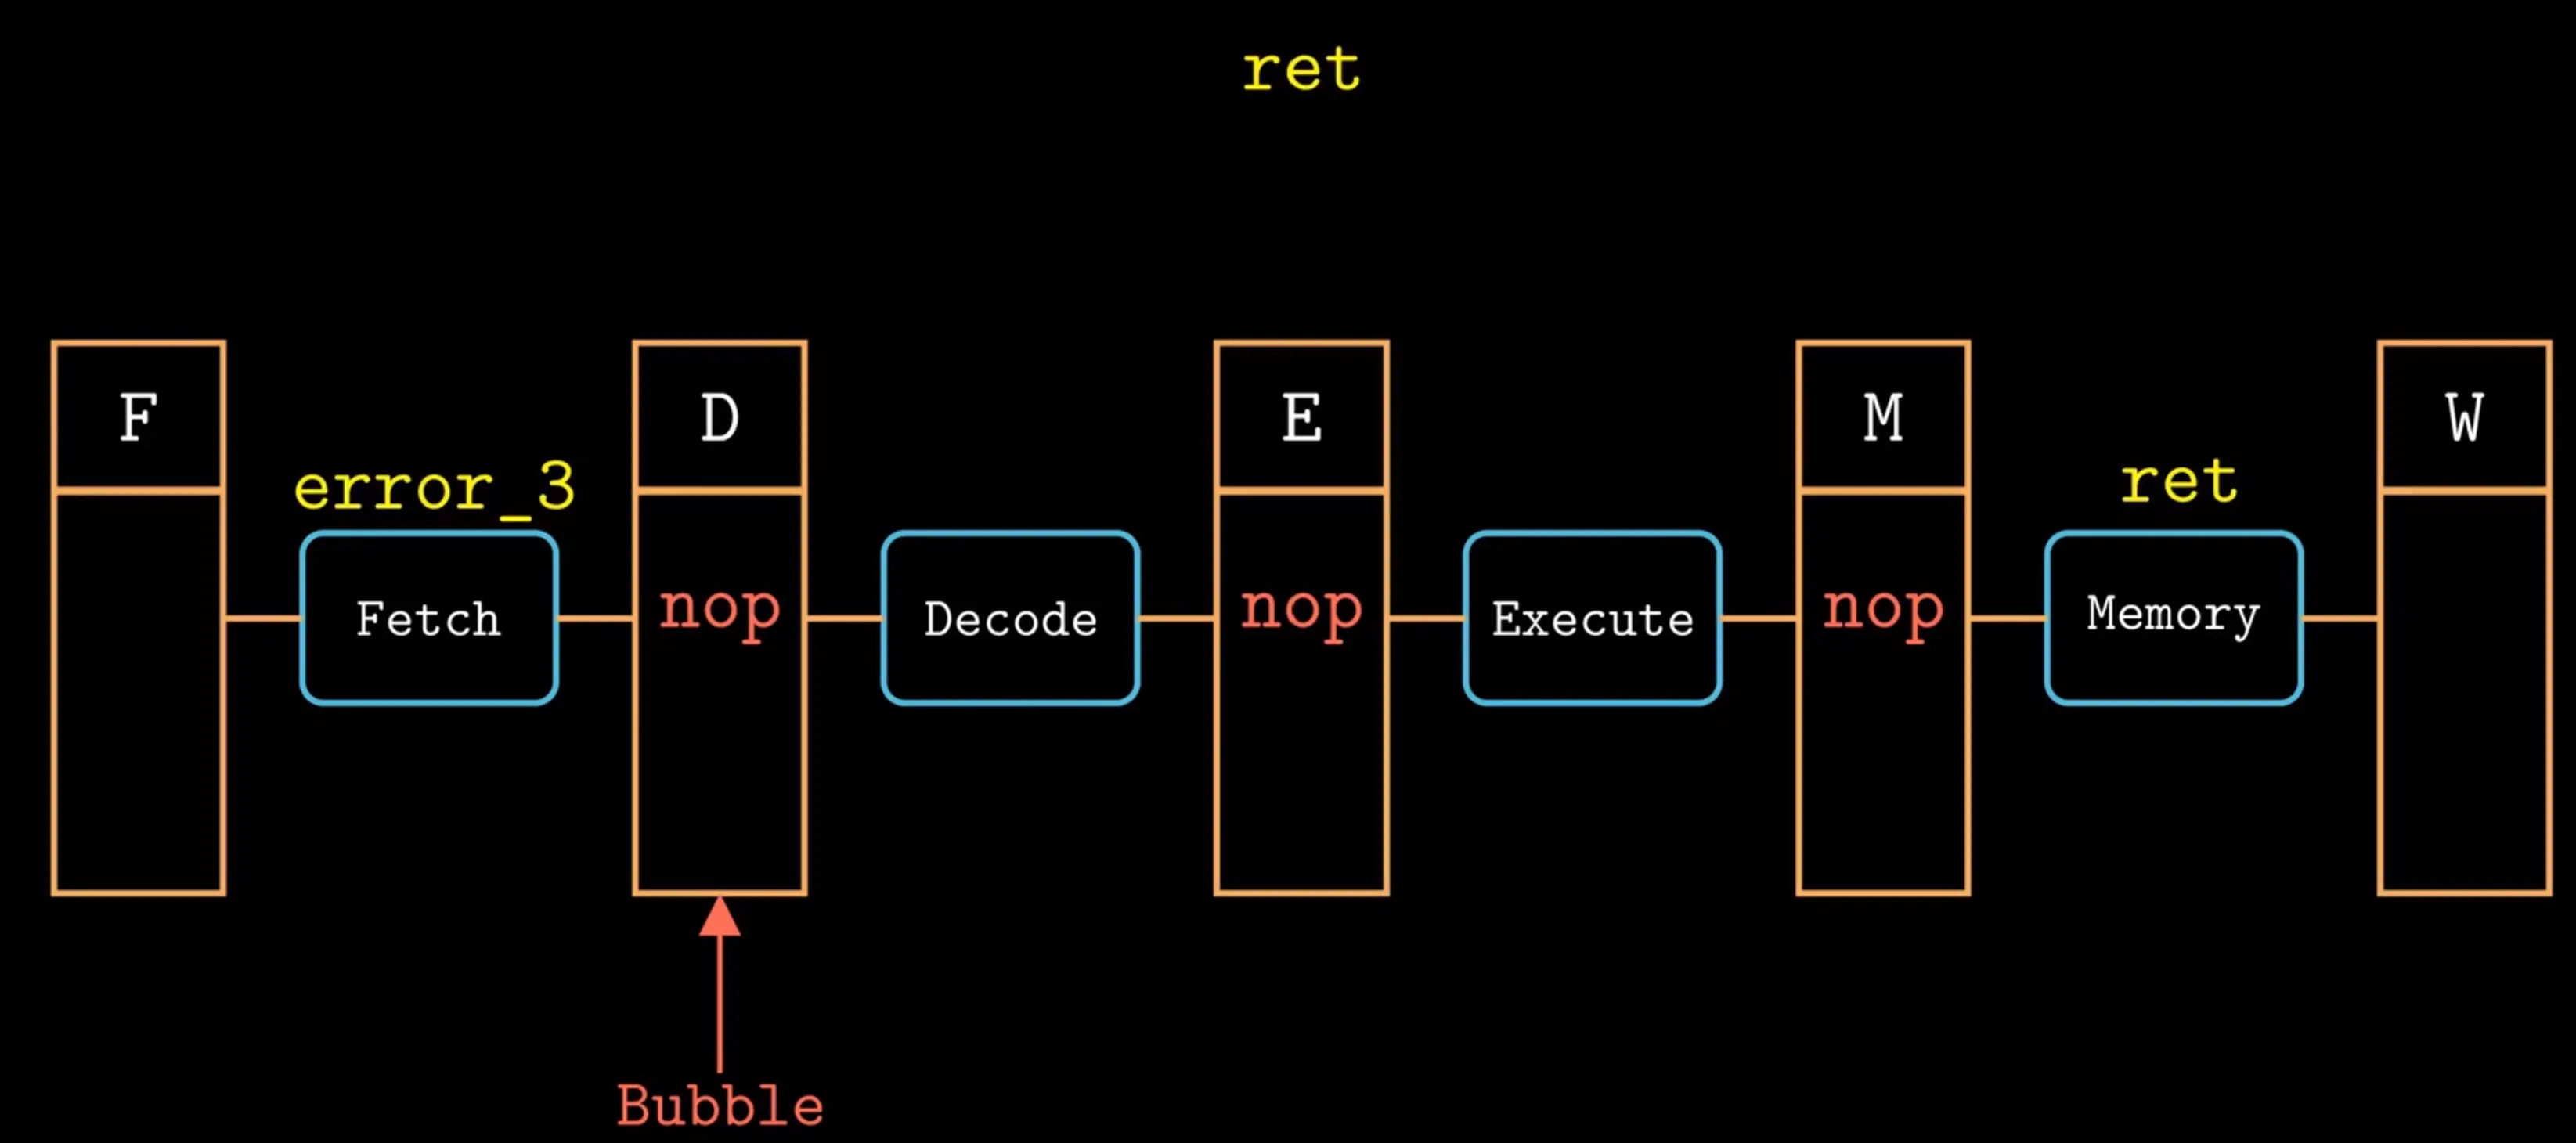 ret
F
D
E
M
W
error_3
ret
Fetch
nop
Decode
nop
Execute
nop
Memory
Bubble